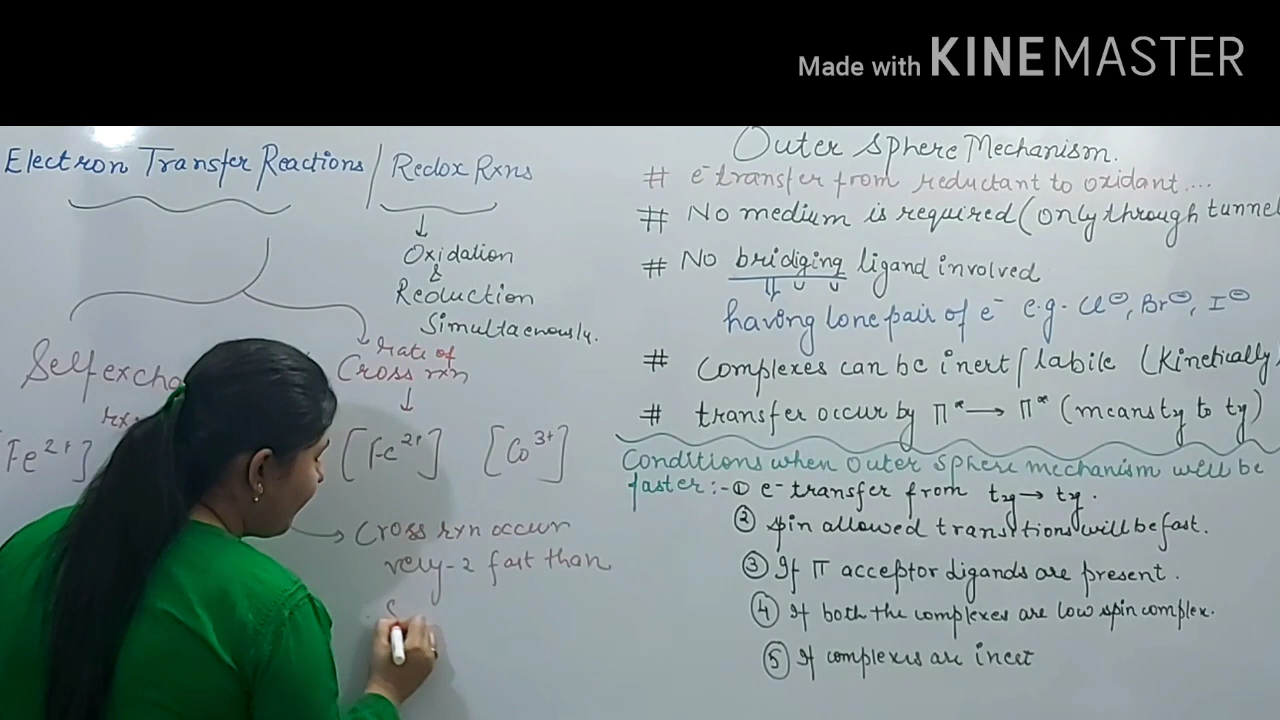 Made with KINEMASTER
Electron Transfer Reactions / Redox Rxns
↓
Oxidation
&
Reduction
Simultaenously.
Self excha
rx
[Fe2+]
rate of
Cross rxn
↓
[Fe2+] [Co3+]
→ Cross rxn occur
very-2 fast than
S
Outer Sphere Mechanism.
# e- transfer from reductant to oxidant....
# No medium is required (only through tunnel
# No bridiging ligand involved
⇓
having lone pair of e- e.g. Cl⊖, Br⊖, I⊖
# Complexes can be inert/labile (Kinetically
# transfer occur by π* → π* (means t2g to t2g)
Conditions when Outer Sphere mechanism will be
faster:- ① e- transfer from t2g → t2g.
② spin allowed transitions will be fast.
③ If π acceptor ligands are present.
④ If both the complexes are low spin complex.
⑤ If complexes are inert